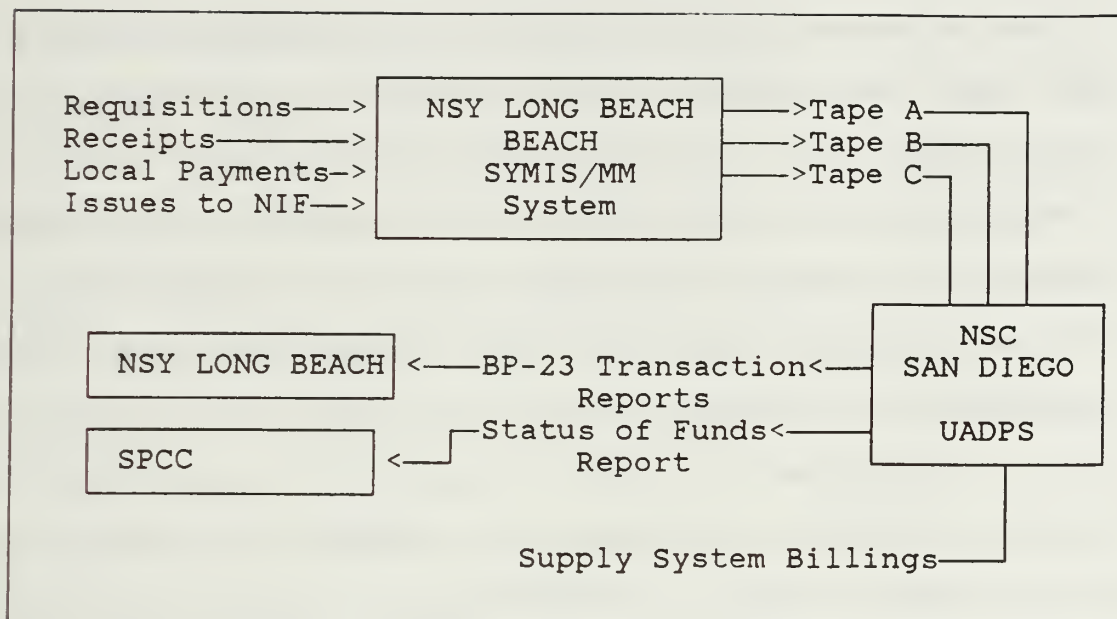 Requisitions——> NSY LONG BEACH ——>Tape A
Receipts——> BEACH ——>Tape B
Local Payments—> SYMIS/MM ——>Tape C
Issues to NIF—> System
NSC
NSY LONG BEACH <——BP-23 Transaction<—— SAN DIEGO
Reports
Status of Funds<—— UADPS
SPCC <— Report
Supply System Billings